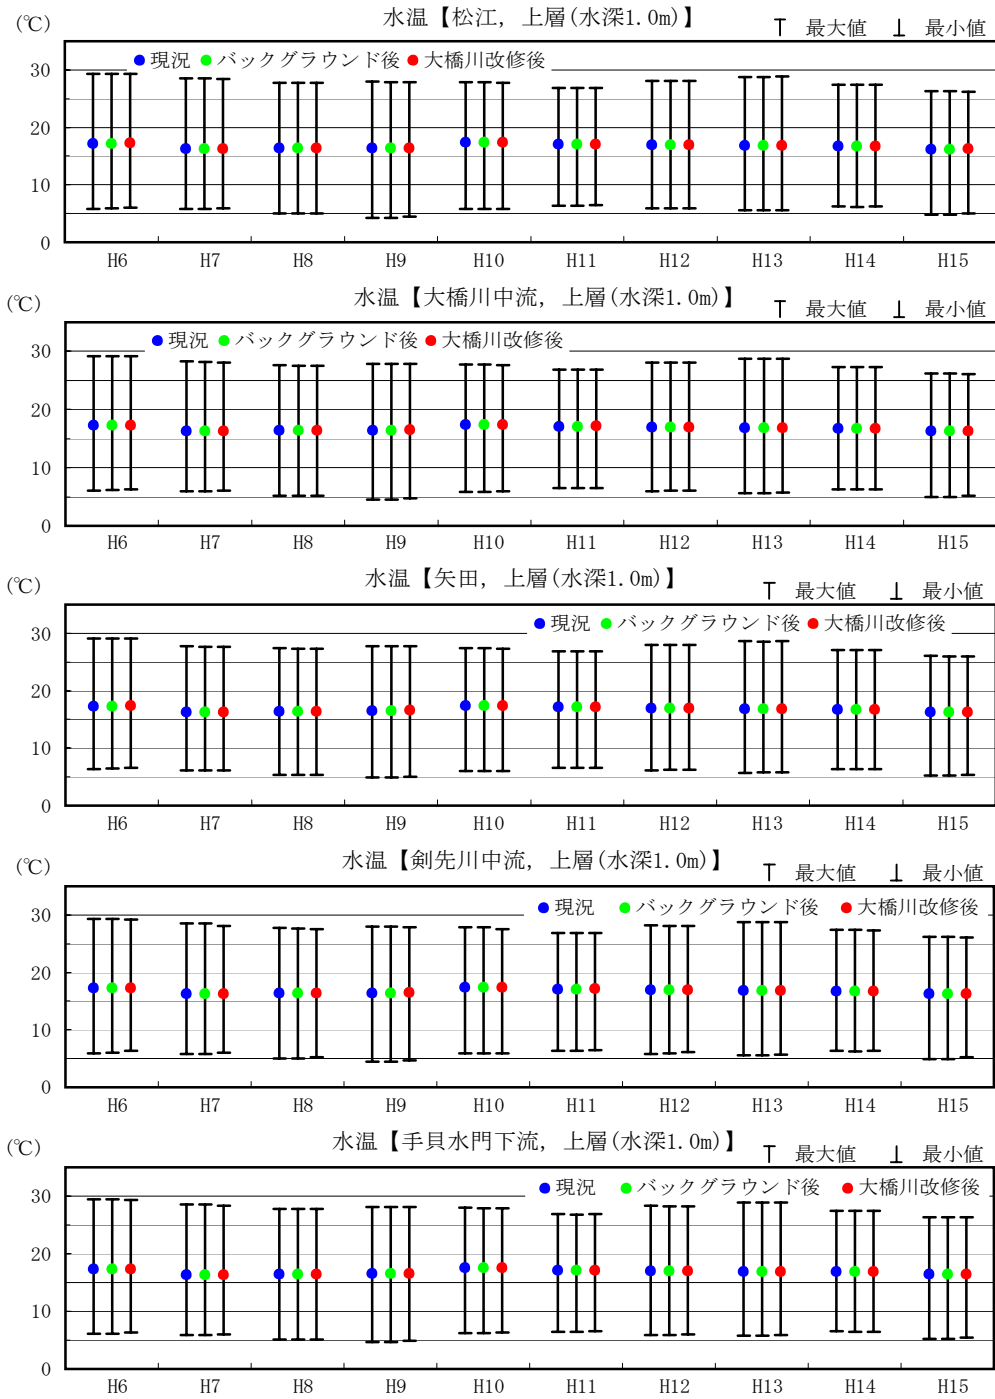 水温【松江，上層(水深1.0m)】
(℃) 最大値 最小値
現況 バックグラウンド後 大橋川改修後
30
20
10
0
H6 H7 H8 H9 H10 H11 H12 H13 H14 H15
水温【大橋川中流，上層(水深1.0m)】
(℃) 最大値 最小値
現況 バックグラウンド後 大橋川改修後
30
20
10
0
H6 H7 H8 H9 H10 H11 H12 H13 H14 H15
水温【矢田，上層(水深1.0m)】
(℃) 最大値 最小値
現況 バックグラウンド後 大橋川改修後
30
20
10
0
H6 H7 H8 H9 H10 H11 H12 H13 H14 H15
水温【剣先川中流，上層(水深1.0m)】
(℃) 最大値 最小値
現況 バックグラウンド後 大橋川改修後
30
20
10
0
H6 H7 H8 H9 H10 H11 H12 H13 H14 H15
水温【手貝水門下流，上層(水深1.0m)】
(℃) 最大値 最小値
現況 バックグラウンド後 大橋川改修後
30
20
10
0
H6 H7 H8 H9 H10 H11 H12 H13 H14 H15